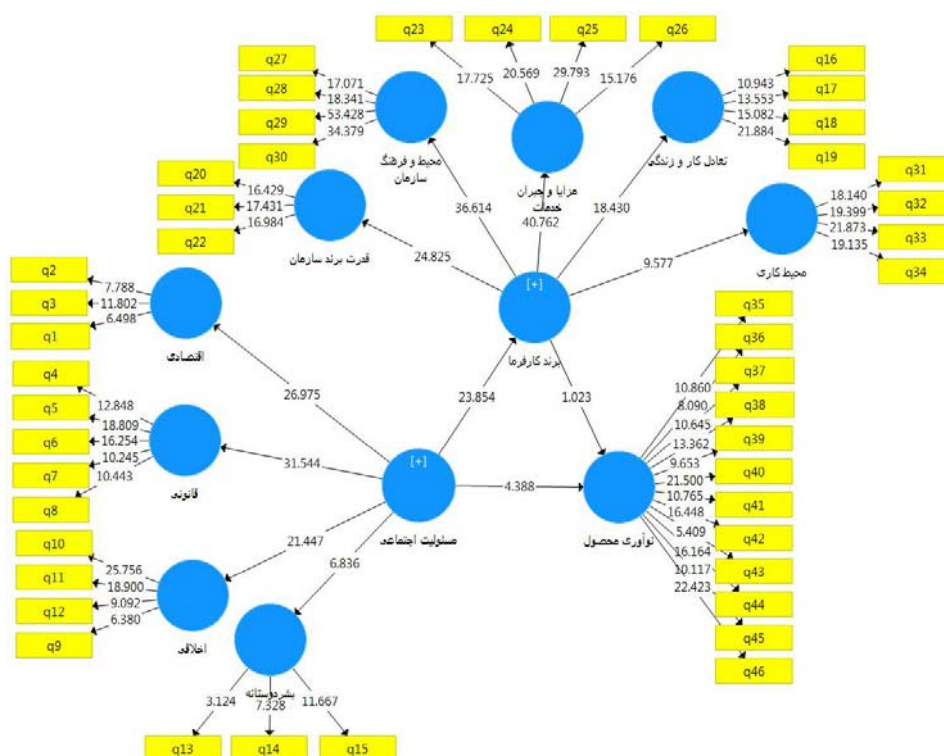 q23
q24
q25
q26
17.725
20.569
29.793
15.176
مزایا و جبران
خدمات
q27
q28
q29
q30
17.071
18.341
53.428
34.379
محیط و فرهنگ
سازمان
q16
q17
q18
q19
10.943
13.553
15.082
21.884
تعادل کار و زندگی
q20
q21
q22
16.429
17.431
16.984
قدرت برند سازمان
q31
q32
q33
q34
18.140
19.399
21.873
19.135
محیط کاری
36.614
40.762
18.430
24.825
9.577
[+]
برند کارفرما
q2
q3
q1
7.788
11.802
6.498
اقتصادی
q4
q5
q6
q7
q8
12.848
18.809
16.254
10.245
10.443
قانونی
q10
q11
q12
q9
25.756
18.900
9.092
6.380
اخلاقی
26.975
31.544
21.447
6.836
23.854
4.388
1.023
[+]
مسئولیت اجتماعی
بشردوستانه
3.124
7.328
11.667
q13
q14
q15
نوآوری محصول
10.860
8.090
10.645
13.362
9.653
21.500
10.765
16.448
5.409
16.164
10.117
22.423
q35
q36
q37
q38
q39
q40
q41
q42
q43
q44
q45
q46